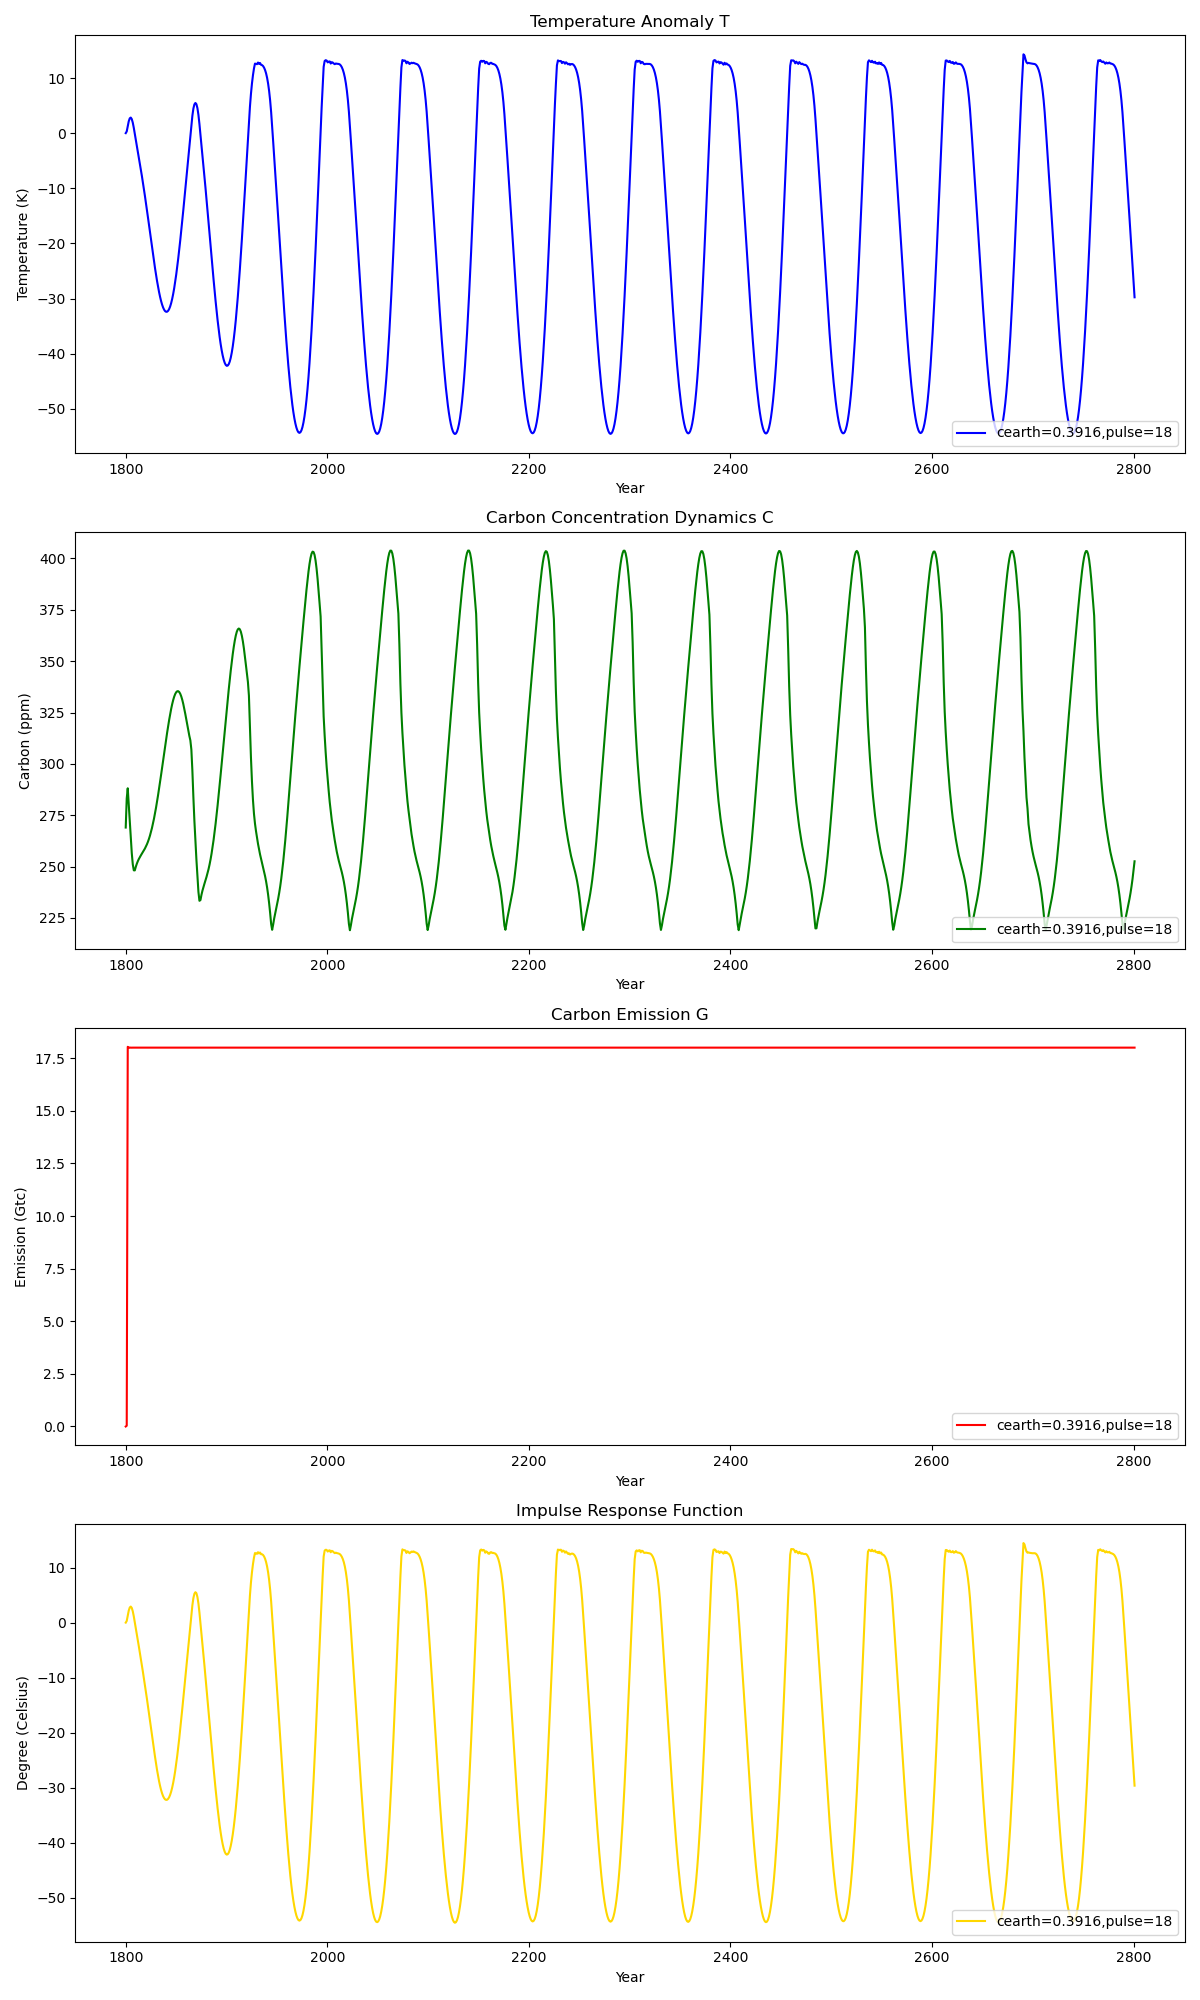 Temperature Anomaly T
10
0
−10
−20
−30
−40
−50
Temperature (K)
cearth=0.3916,pulse=18
1800 2000 2200 2400 2600 2800
Year
Carbon Concentration Dynamics C
400
375
350
325
300
275
250
225
Carbon (ppm)
cearth=0.3916,pulse=18
1800 2000 2200 2400 2600 2800
Year
Carbon Emission G
17.5
15.0
12.5
10.0
7.5
5.0
2.5
0.0
Emission (Gtc)
cearth=0.3916,pulse=18
1800 2000 2200 2400 2600 2800
Year
Impulse Response Function
10
0
−10
−20
−30
−40
−50
Degree (Celsius)
cearth=0.3916,pulse=18
1800 2000 2200 2400 2600 2800
Year